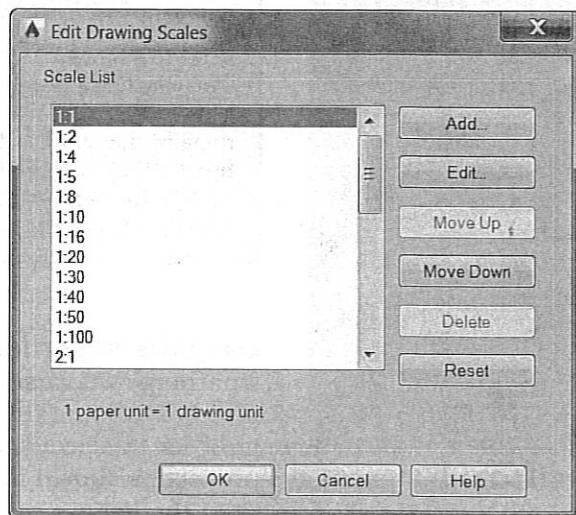 Edit Drawing Scales
X
Scale List
1:1
1:2
1:4
1:5
1:8
1:10
1:16
1:20
1:30
1:40
1:50
1:100
2:1
Add...
Edit...
Move Up
Move Down
Delete
Reset
1 paper unit = 1 drawing unit
OK
Cancel
Help